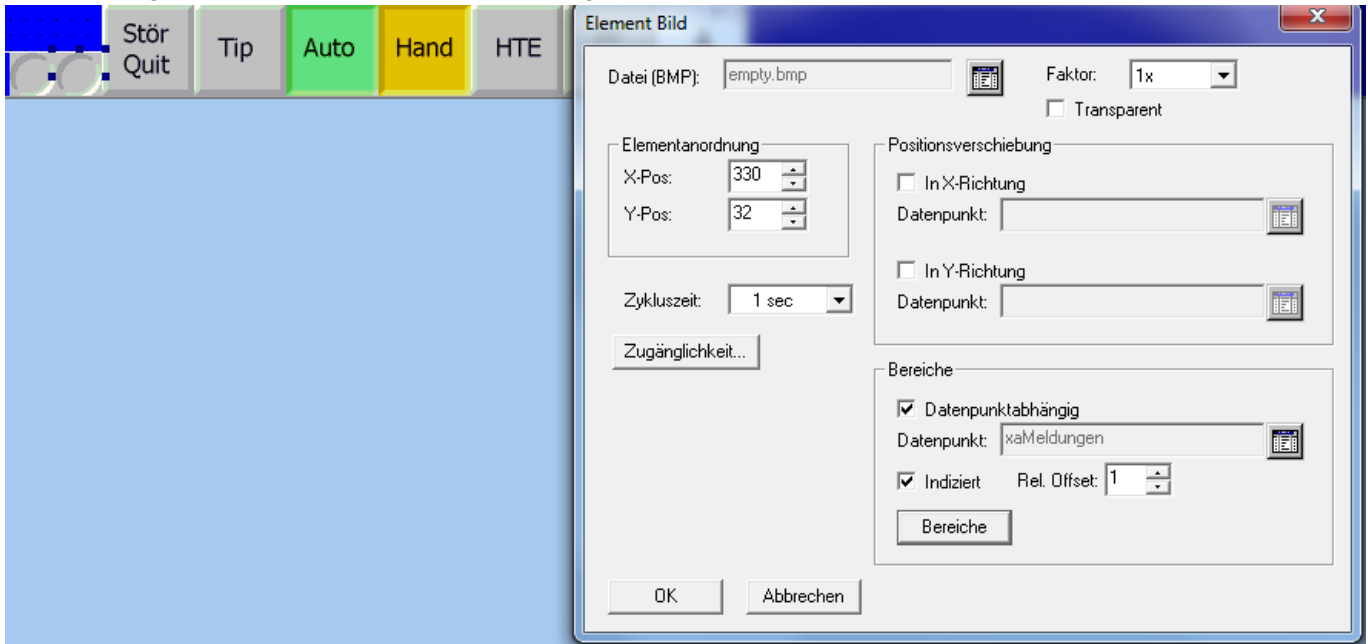 Stör
Quit
Tip
Auto
Hand
HTE
Element Bild
Datei (BMP): empty.bmp
Faktor: 1x
Transparent
Elementanordnung
X-Pos: 330
Y-Pos: 32
Zykluszeit: 1 sec
Zugänglichkeit...
Positionsverschiebung
In X-Richtung
Datenpunkt:
In Y-Richtung
Datenpunkt:
Bereiche
Datenpunktabhängig
Datenpunkt: xaMeldungen
Indiziert Rel. Offset: 1
Bereiche
OK
Abbrechen